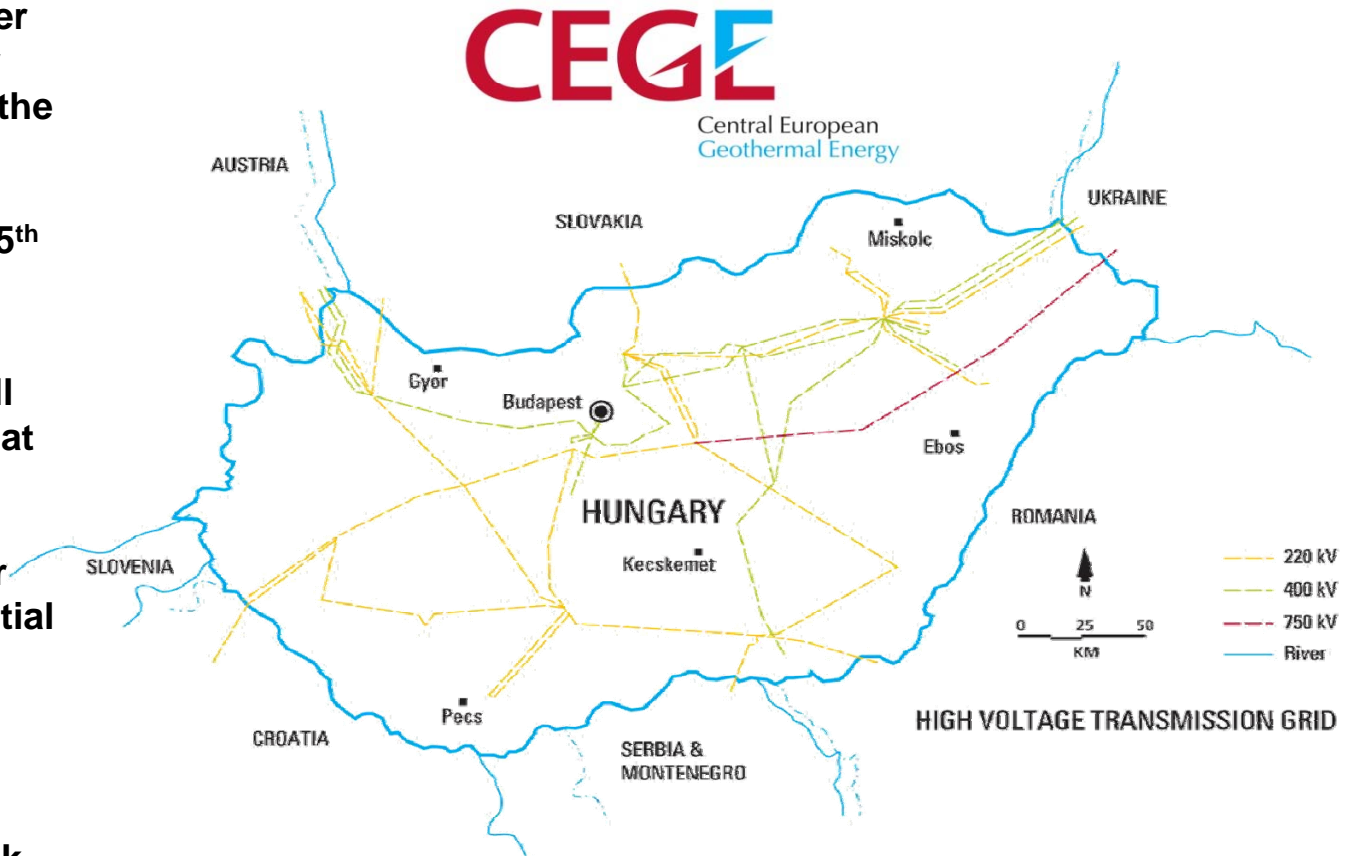 er
the
5th
ll
at
r
tial
k
CEGE
Central European
Geothermal Energy
AUSTRIA
SLOVAKIA
UKRAINE
Miskolc
Gyor
Budapest
Ebos
HUNGARY
ROMANIA
SLOVENIA
Kecskemet
N
0 25 50
KM
220 kV
400 kV
750 kV
River
Pecs
CROATIA
SERBIA &
MONTENEGRO
HIGH VOLTAGE TRANSMISSION GRID